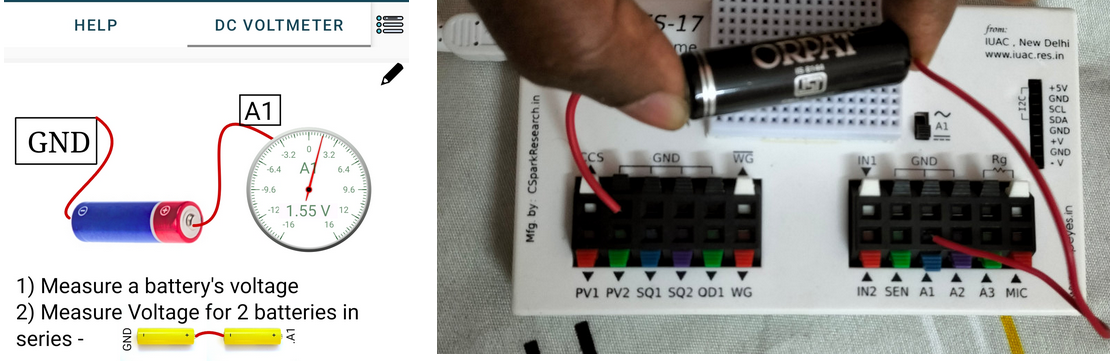 HELP
DC VOLTMETER
GND
A1
-16 -12 -9.6 -6.4 -3.2 0 3.2 6.4 9.6 12 16
A1
1.55 V
1) Measure a battery's voltage
2) Measure Voltage for 2 batteries in
series -
GND
A1
S-17
me
from:
IUAC , New Delhi
www.iuac.res.in
ORPAT
Mfg by: CSparkResearch.in
I2C
+5V
GND
SCL
SDA
GND
+V
GND
- V
A1
CCS GND WG
IN1 GND Rg
PV1 PV2 SQ1 SQ2 OD1 WG
IN2 SEN A1 A2 A3 MIC
eyes.in